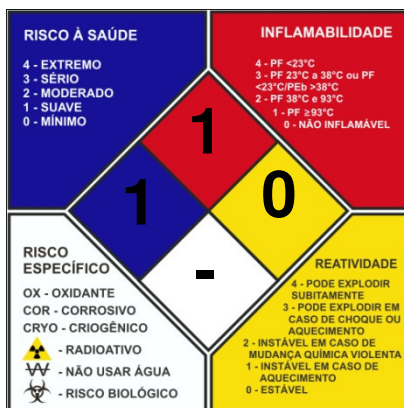 RISCO À SAÚDE
4 - EXTREMO
3 - SÉRIO
2 - MODERADO
1 - SUAVE
0 - MÍNIMO
INFLAMABILIDADE
4 - PF <23°C
3 - PF 23°C a 38°C ou PF
<23°C/PEb >38°C
2 - PF 38°C e 93°C
1 - PF ≥93°C
0 - NÃO INFLAMÁVEL
1
1
0
-
RISCO
ESPECÍFICO
OX - OXIDANTE
COR - CORROSIVO
CRYO - CRIOGÊNICO
- RADIOATIVO
W - NÃO USAR ÁGUA
- RISCO BIOLÓGICO
REATIVIDADE
4 - PODE EXPLODIR
SUBITAMENTE
3 - PODE EXPLODIR EM
CASO DE CHOQUE OU
AQUECIMENTO
2 - INSTÁVEL EM CASO DE
MUDANÇA QUÍMICA VIOLENTA
1 - INSTÁVEL EM CASO DE
AQUECIMENTO
0 - ESTÁVEL